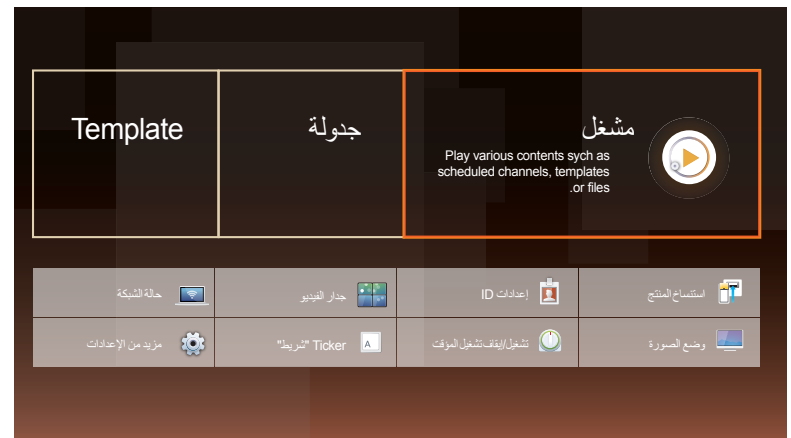 مشغل
Play various contents sych as
scheduled channels, templates
or files.
جدولة
Template
استنساخ المنتج
إعدادات ID
جدار الفيديو
حالة الشبكة
وضع الصورة
تشغيل/إيقاف تشغيل المؤقت
Ticker "شريط"
A
مزيد من الإعدادات